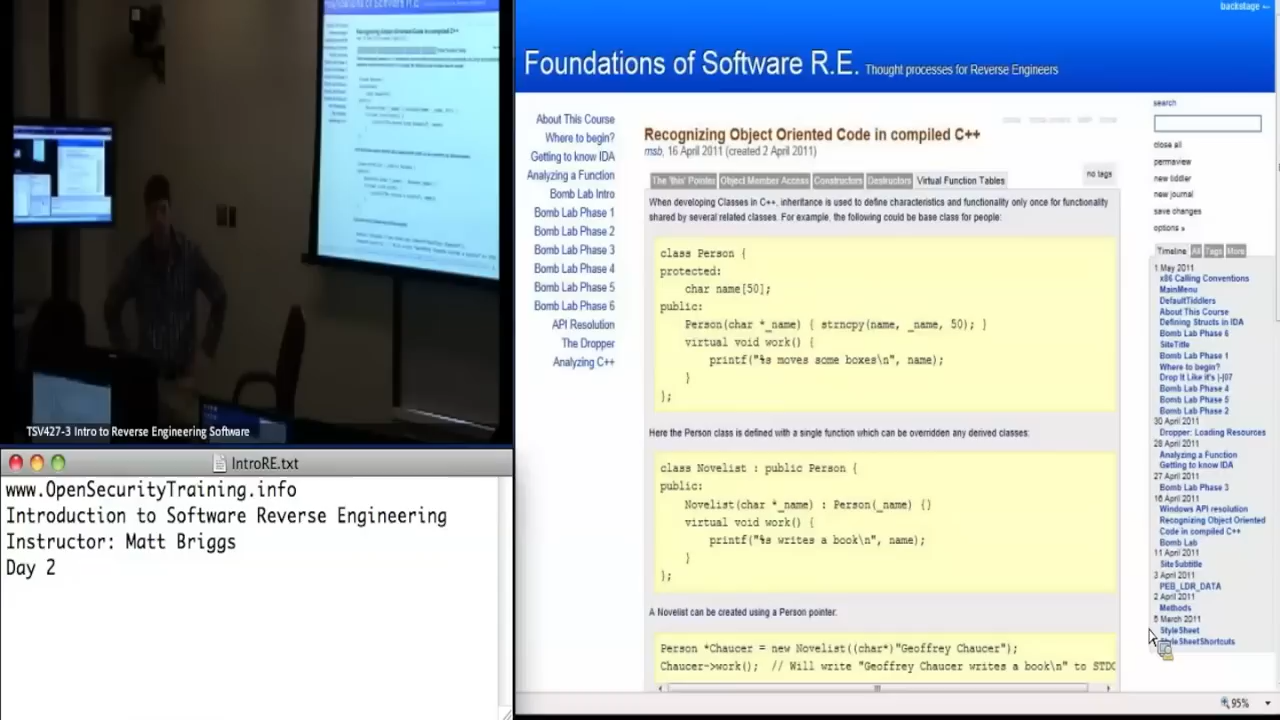 backstage
Foundations of Software R.E. Thought processes for Reverse Engineers
About This Course
Where to begin?
Getting to know IDA
Analyzing a Function
Bomb Lab Intro
Bomb Lab Phase 1
Bomb Lab Phase 2
Bomb Lab Phase 3
Bomb Lab Phase 4
Bomb Lab Phase 5
Bomb Lab Phase 6
API Resolution
The Dropper
Analyzing C++
Recognizing Object Oriented Code in compiled C++
msb, 16 April 2011 (created 2 April 2011)
no tags
The 'this' Pointer Object Member Access Constructors Destructors Virtual Function Tables
When developing Classes in C++, inheritance is used to define characteristics and functionality only once for functionality
shared by several related classes. For example, the following could be base class for people:
class Person {
protected:
char name[50];
public:
Person(char *_name) { strncpy(name, _name, 50); }
virtual void work() {
printf("%s moves some boxes\n", name);
}
};
Here the Person class is defined with a single function which can be overridden any derived classes:
class Novelist : public Person {
public:
Novelist(char *_name) : Person(_name) {}
virtual void work() {
printf("%s writes a book\n", name);
}
};
A Novelist can be created using a Person pointer:
Person *Chaucer = new Novelist((char*)"Geoffrey Chaucer");
Chaucer->work(); // Will write "Geoffrey Chaucer writes a book\n" to STDC
search
close all
permaview
new tiddler
new journal
save changes
options »
Timeline All Tags More
1 May 2011
x86 Calling Conventions
MainMenu
DefaultTiddlers
About This Course
Defining Structs in IDA
Bomb Lab Phase 6
SiteTitle
Bomb Lab Phase 1
Where to begin?
Drop It Like it's |-|07
Bomb Lab Phase 4
Bomb Lab Phase 5
Bomb Lab Phase 2
30 April 2011
Dropper: Loading Resources
28 April 2011
Analyzing a Function
Getting to know IDA
27 April 2011
Bomb Lab Phase 3
16 April 2011
Windows API resolution
Recognizing Object Oriented
Code in compiled C++
Bomb Lab
11 April 2011
SiteSubtitle
3 April 2011
PEB_LDR_DATA
2 April 2011
Methods
5 March 2011
StyleSheet
StyleSheetShortcuts
95%
TSV427-3 Intro to Reverse Engineering Software
IntroRE.txt
www.OpenSecurityTraining.info
Introduction to Software Reverse Engineering
Instructor: Matt Briggs
Day 2